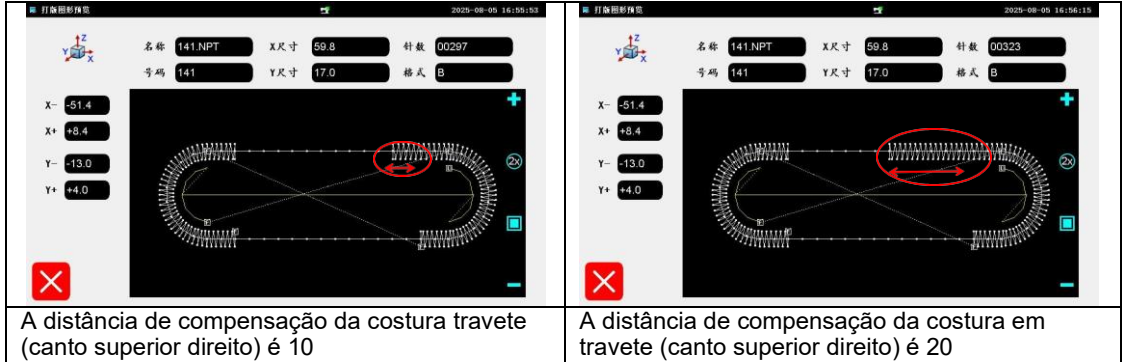 打版图形预览 2025-08-05 16:55:53
Z
Y
X
名称 141.NPT X尺寸 59.8 针数 00297
号码 141 Y尺寸 17.0 格式 B
X- -51.4
X+ +8.4
Y- -13.0
Y+ +4.0
2X
A distância de compensação da costura travete
(canto superior direito) é 10
打版图形预览 2025-08-05 16:56:15
Z
Y
X
名称 141.NPT X尺寸 59.8 针数 00323
号码 141 Y尺寸 17.0 格式 B
X- -51.4
X+ +8.4
Y- -13.0
Y+ +4.0
2X
A distância de compensação da costura em
travete (canto superior direito) é 20